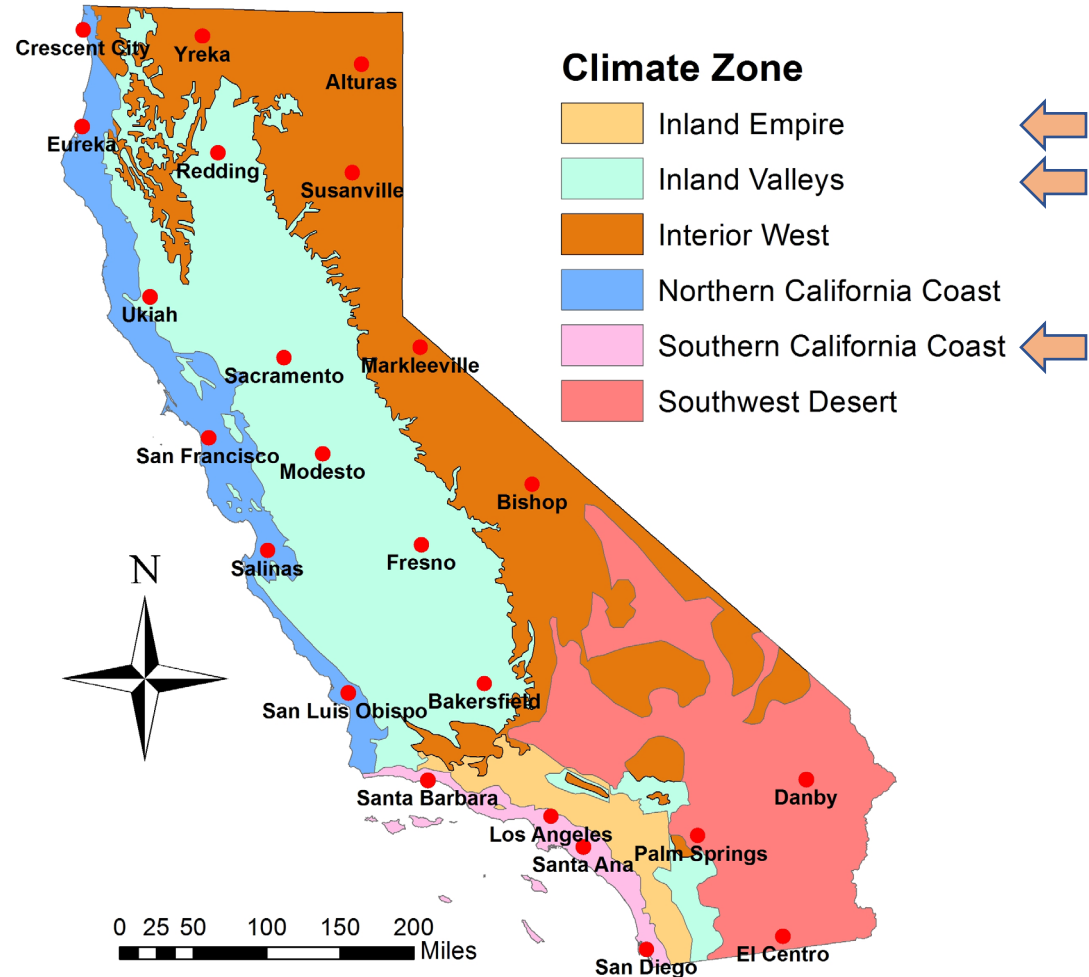 Climate Zone
Inland Empire
Inland Valleys
Interior West
Northern California Coast
Southern California Coast
Southwest Desert
Crescent City
Yreka
Alturas
Eureka
Redding
Susanville
Ukiah
Sacramento
Markleeville
San Francisco
Modesto
Bishop
Salinas
Fresno
N
San Luis Obispo
Bakersfield
Santa Barbara
Danby
Los Angeles
Santa Ana
Palm Springs
San Diego
El Centro
0 25 50 100 150 200 Miles